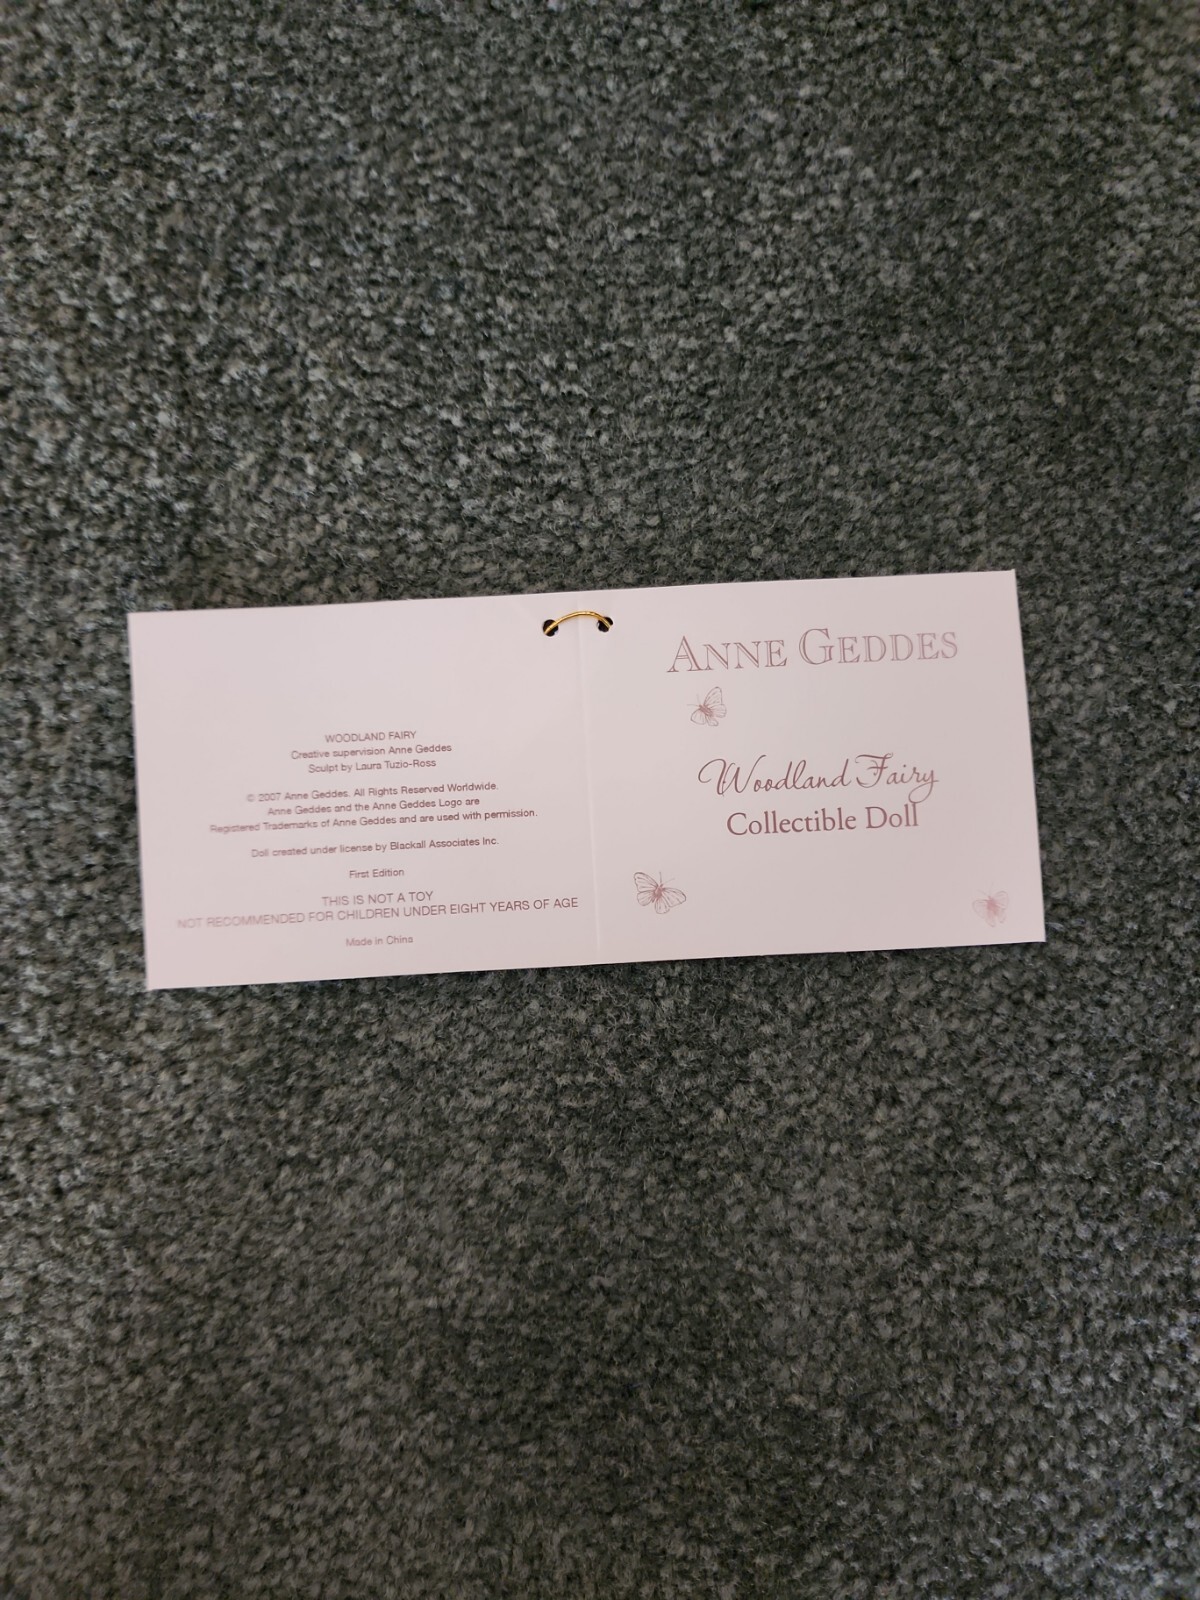 WOODLAND FAIRY
Creative supervision Anne Geddes
Sculpt by Laura Tuzio-Ross
© 2007 Anne Geddes. All Rights Reserved Worldwide.
Anne Geddes and the Anne Geddes Logo are
Registered Trademarks of Anne Geddes and are used with permission.
Doll created under license by Blackall Associates Inc.
First Edition
THIS IS NOT A TOY
NOT RECOMMENDED FOR CHILDREN UNDER EIGHT YEARS OF AGE
Made in China
ANNE GEDDES
Woodland Fairy
Collectible Doll